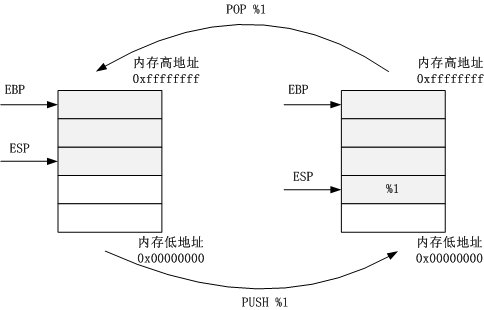 POP %1
内存高地址
0xffffffff
内存高地址
0xffffffff
EBP
EBP
ESP
ESP
%1
内存低地址
0x00000000
内存低地址
0x00000000
PUSH %1